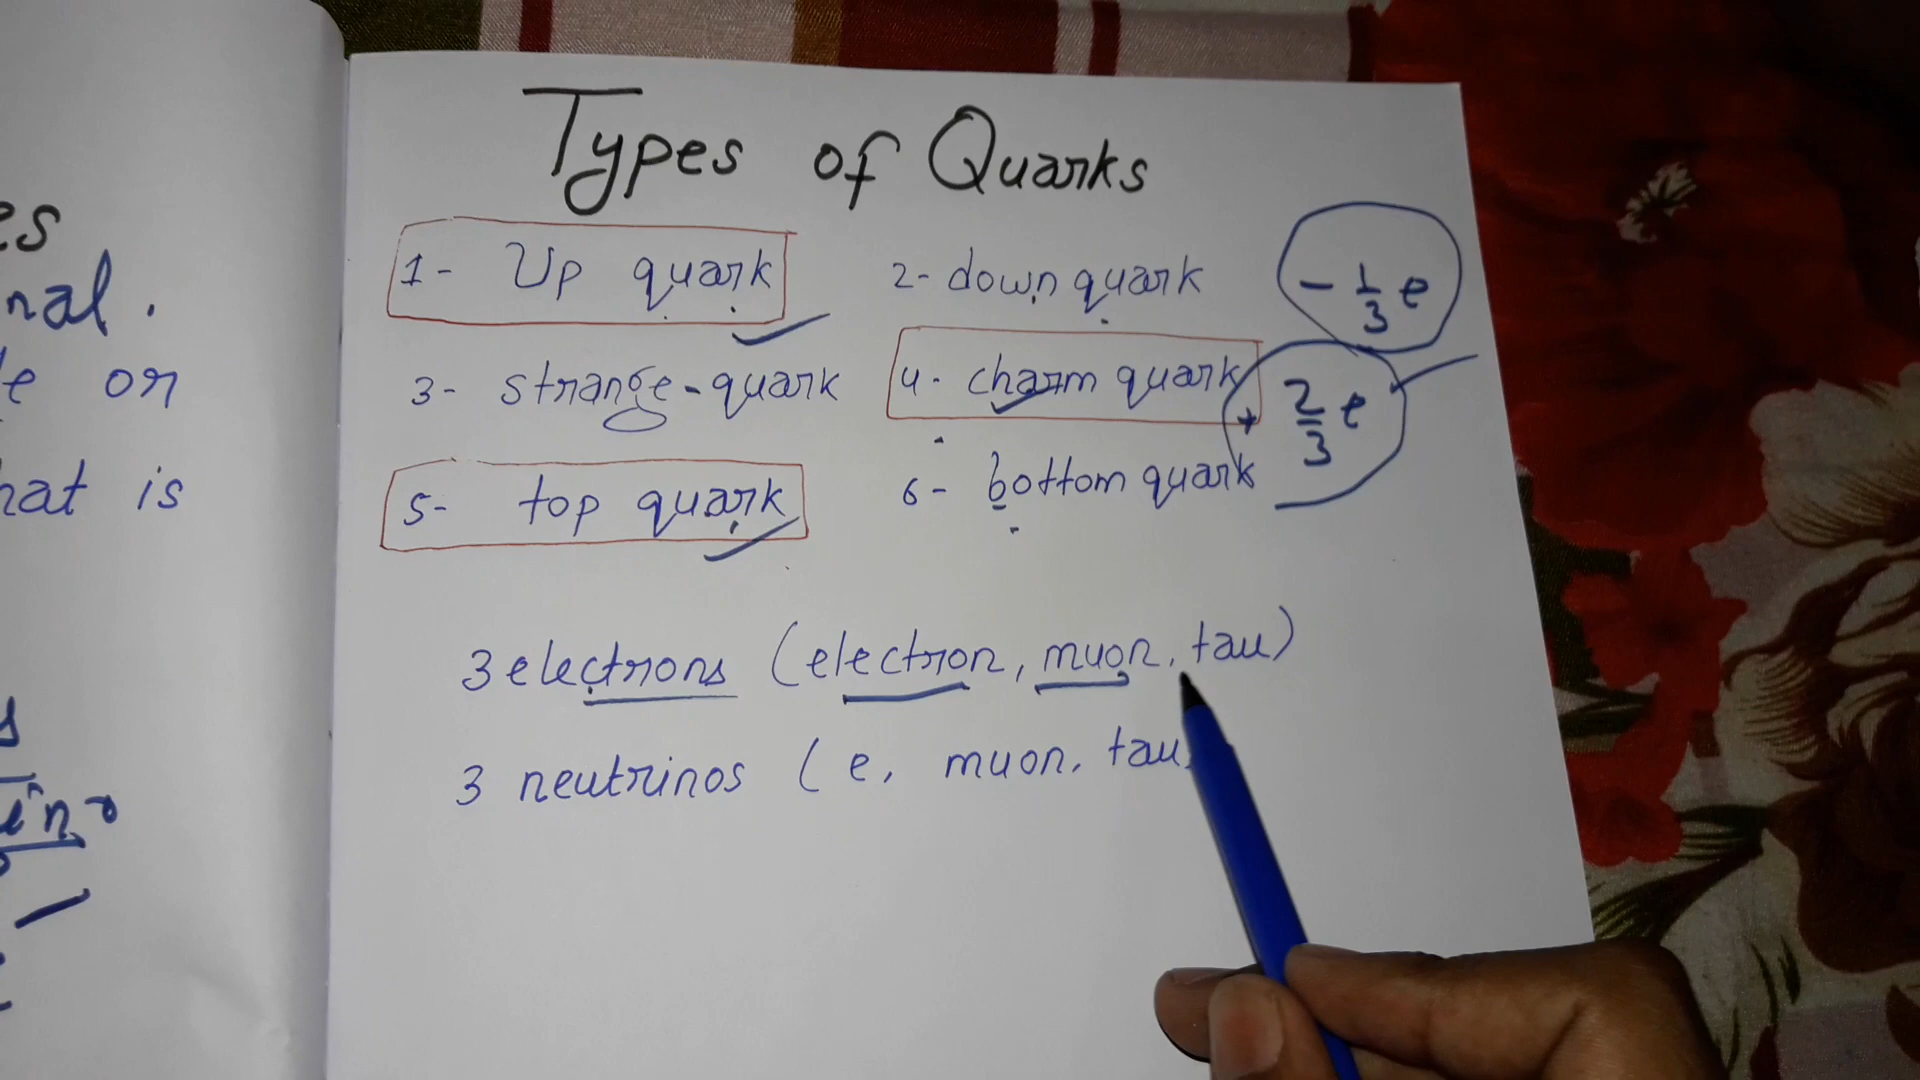 es
nal.
e or
hat is
Types of Quarks
1- Up quark
2- down quark
- 1/3 e
3- strange-quark
4- charm quark
+ 2/3 e
5- top quark
6- bottom quark
3 electrons (electron, muon, tau)
3 neutrinos (e, muon, tau